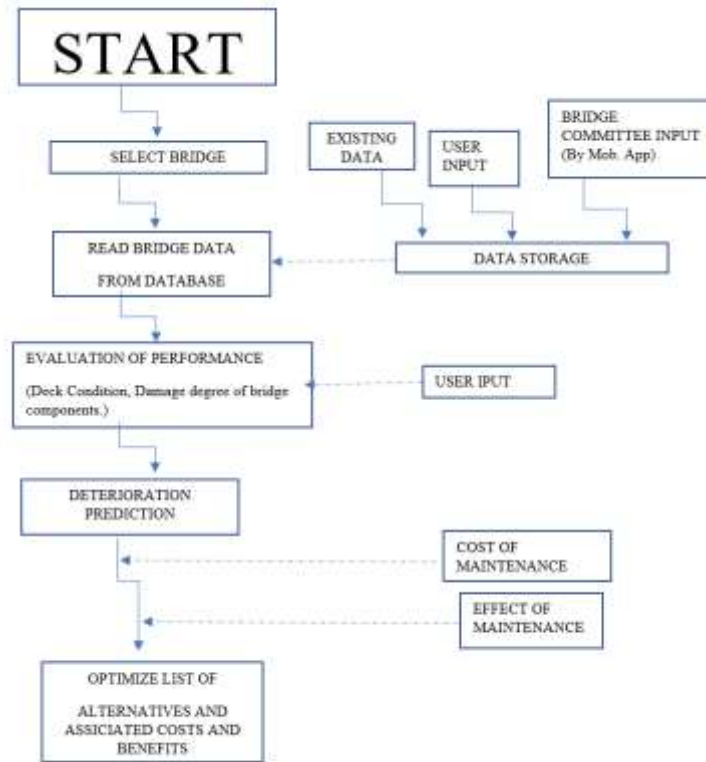 START
SELECT BRIDGE
EXISTING
DATA
USER
INPUT
BRIDGE
COMMITTEE INPUT
(By Mob. App)
READ BRIDGE DATA
FROM DATABASE
DATA STORAGE
EVALUATION OF PERFORMANCE
(Deck Condition, Damage degree of bridge
components.)
USER IPUT
DETERIORATION
PREDICTION
COST OF
MAINTENANCE
EFFECT OF
MAINTENANCE
OPTIMIZE LIST OF
ALTERNATIVES AND
ASSICIATED COSTS AND
BENEFITS